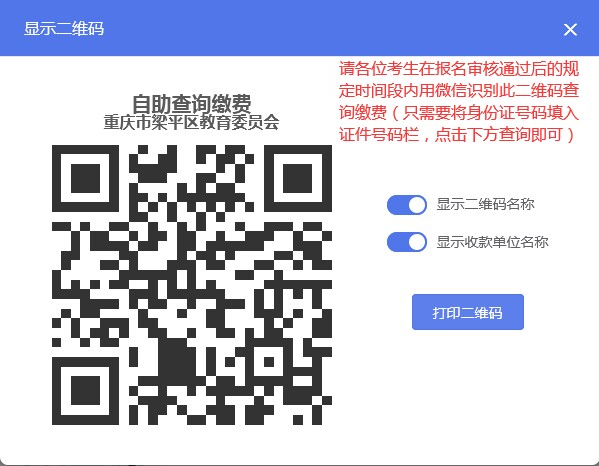 显示二维码
请各位考生在报名审核通过后的规
定时间段内用微信识别此二维码查
询缴费（只需要将身份证号码填入
证件号码栏，点击下方查询即可）
自助查询缴费
重庆市梁平区教育委员会
显示二维码名称
显示收款单位名称
打印二维码